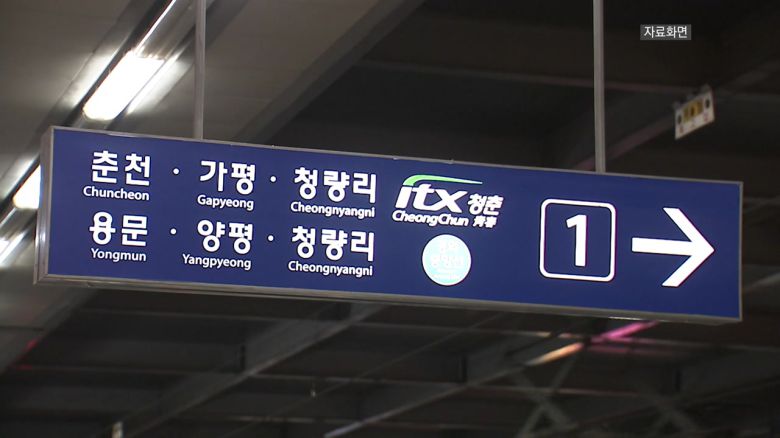 자료화면
춘천 · 가평 · 청량리
Chuncheon Gapyeong Cheongnyangni
itx 청춘
CheongChun 靑春
용문 · 양평 · 청량리
Yongmun Yangpyeong Cheongnyangni
1